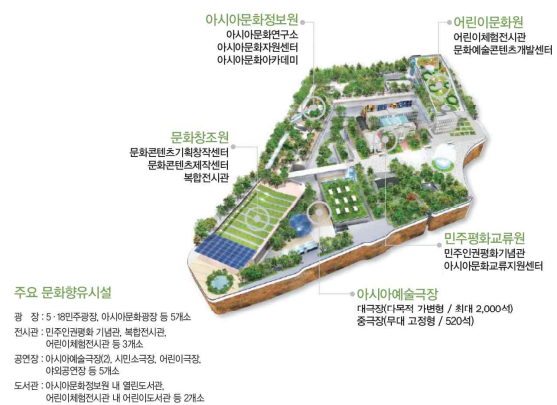 아시아문화정보원
아시아문화연구소
아시아문화자원센터
아시아문화아카데미
어린이문화원
어린이체험전시관
문화예술콘텐츠개발센터
문화창조원
문화콘텐츠기획창작센터
문화콘텐츠제작센터
복합전시관
민주평화교류원
민주인권평화기념관
아시아문화교류지원센터
아시아예술극장
대극장(다목적 가변형 / 최대 2,000석)
중극장(무대 고정형 / 520석)
주요 문화향유시설
광 장 : 5·18민주광장, 아시아문화광장 등 5개소
전시관 : 민주인권평화 기념관, 복합전시관,
어린이체험전시관 등 3개소
공연장 : 아시아예술극장(2), 시민소극장, 어린이극장,
야외공연장 등 5개소
도서관 : 아시아문화정보원 내 열린도서관,
어린이체험전시관 내 어린이도서관 등 2개소